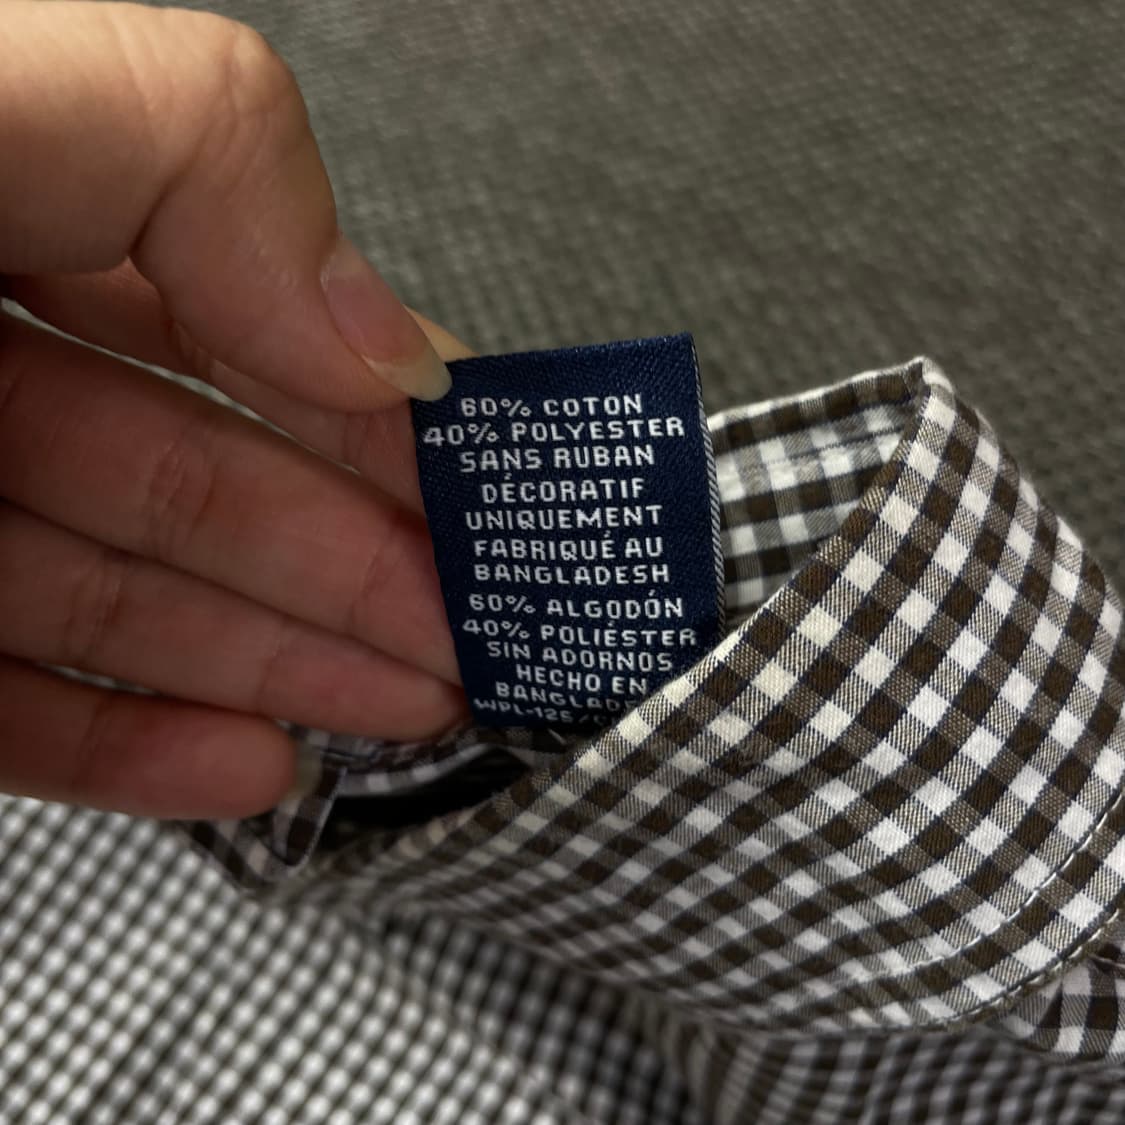 60% COTON
40% POLYESTER
SANS RUBAN
DÉCORATIF
UNIQUEMENT
FABRIQUÉ AU
BANGLADESH
60% ALGODÓN
40% POLIÉSTER
SIN ADORNOS
HECHO EN